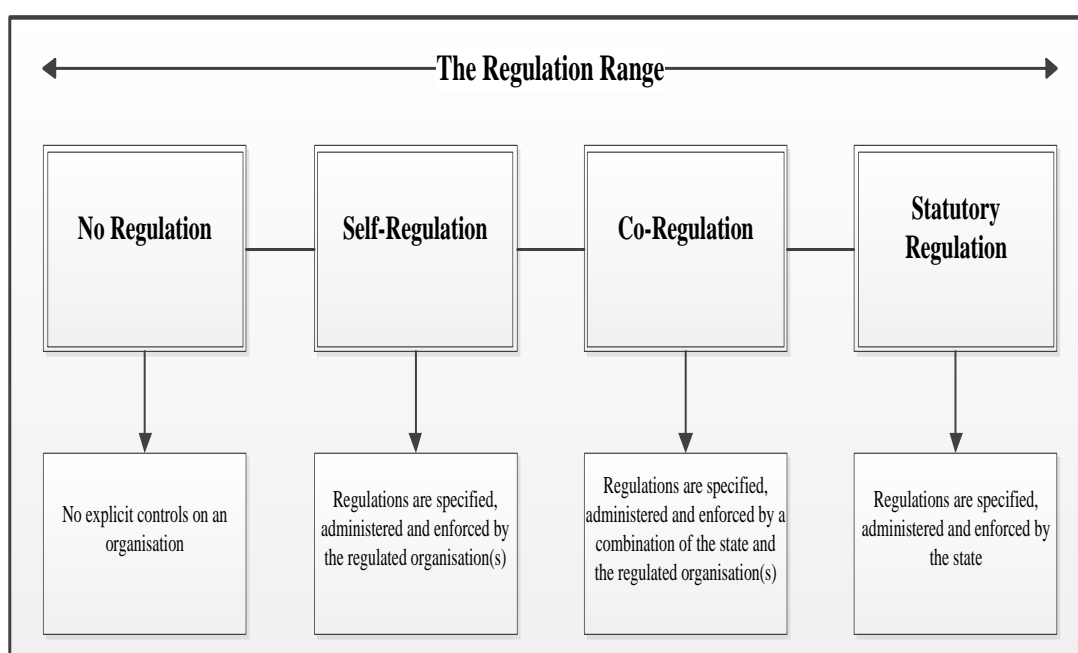 The Regulation Range
No Regulation
Self-Regulation
Co-Regulation
Statutory
Regulation
No explicit controls on an
organisation
Regulations are specified,
administered and enforced by
the regulated organisation(s)
Regulations are specified,
administered and enforced by a
combination of the state and
the regulated organisation(s)
Regulations are specified,
administered and enforced by
the state